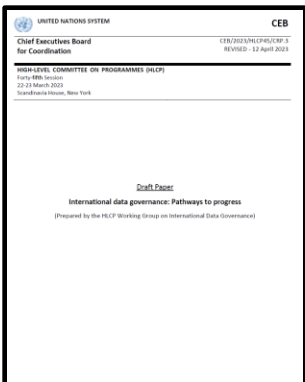 UNITED NATIONS SYSTEM
CEB
Chief Executives Board
for Coordination
CEB/2023/HLCP45/CRP.3
REVISED - 12 April 2023
HIGH-LEVEL COMMITTEE ON PROGRAMMES (HLCP)
Forty-fifth Session
22-23 March 2023
Scandinavia House, New York
Draft Paper
International data governance: Pathways to progress
(Prepared by the HLCP Working Group on International Data Governance)